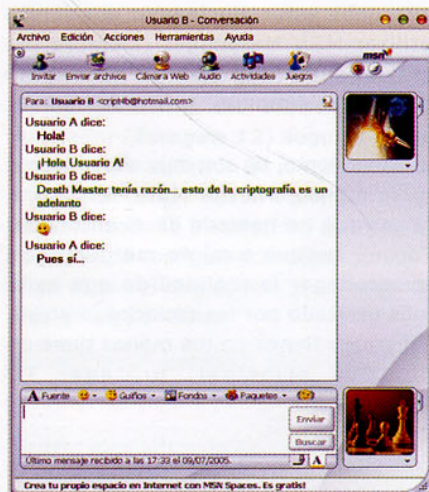 Usuario B - Conversación
Archivo Edición Acciones Herramientas Ayuda
msn
Invitar Enviar archivos Cámara Web Audio Actividades Juegos
Para: Usuario B <cript4b@hotmail.com>
Usuario A dice:
Hola!
Usuario B dice:
¡Hola Usuario A!
Usuario B dice:
Death Master tenía razón... esto de la criptografía es un
adelanto
Usuario B dice:
Usuario A dice:
Pues sí...
A Fuente Guiños Fondos Paquetes
Enviar
Buscar
Último mensaje recibido a las 17:33 el 09/07/2005.
A
Crea tu propio espacio en Internet con MSN Spaces. Es gratis!